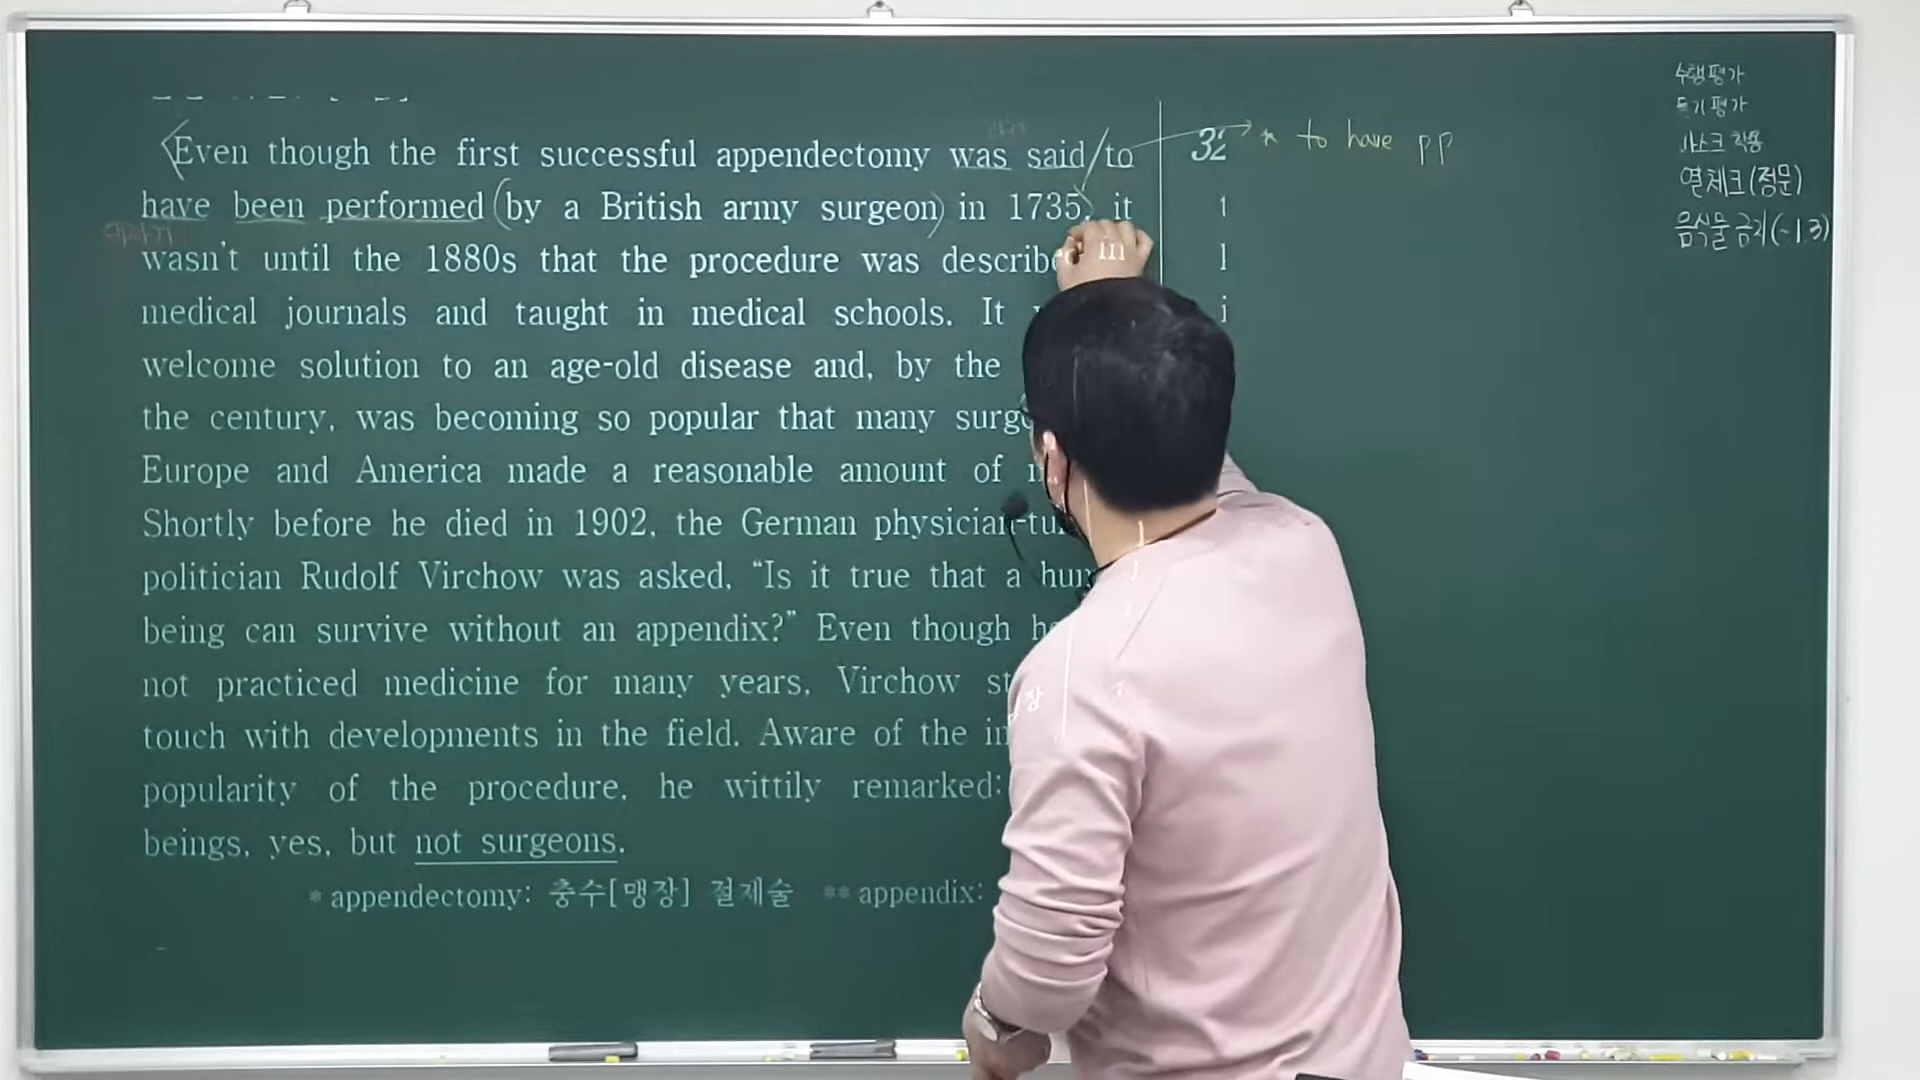 Even though the first successful appendectomy was said to
have been performed (by a British army surgeon) in 1735, it
wasn't until the 1880s that the procedure was describe in
medical journals and taught in medical schools. It
welcome solution to an age-old disease and, by the
the century, was becoming so popular that many surge
Europe and America made a reasonable amount of
Shortly before he died in 1902, the German physician-tu
politician Rudolf Virchow was asked, “Is it true that a hum
being can survive without an appendix?” Even though h
not practiced medicine for many years, Virchow st
touch with developments in the field. Aware of the in
popularity of the procedure, he wittily remarked:
beings, yes, but not surgeons.
* appendectomy: 충수[맹장] 절제술 ** appendix:
32
* to have pp
수행평가
듣기평가
마스크 착용
열체크(정문)
음식물 금지(~1.3)